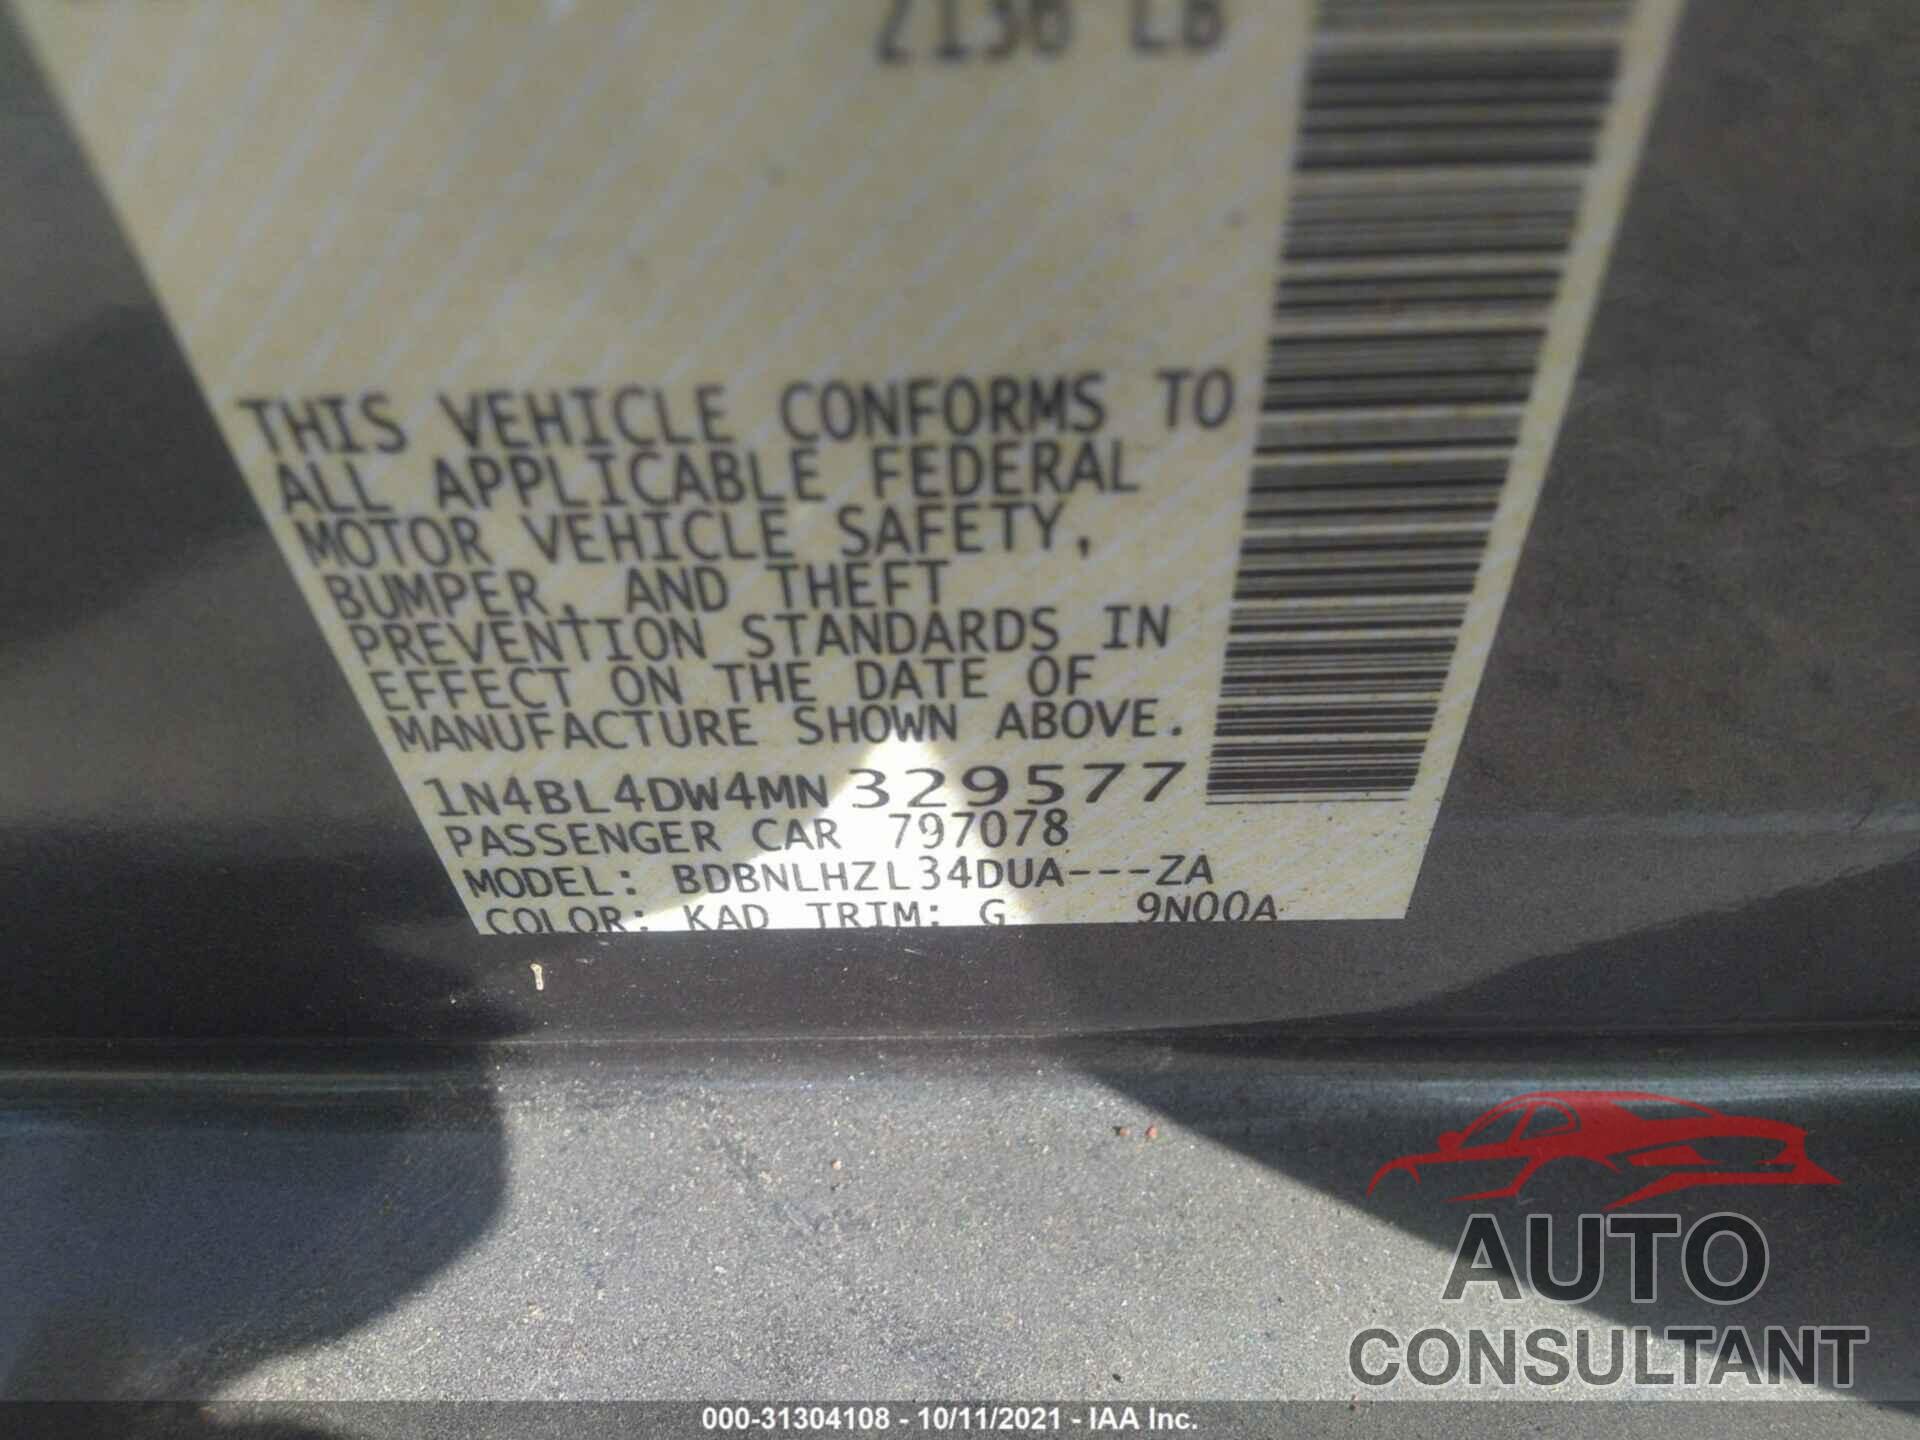 2136 LB
THIS VEHICLE CONFORMS TO
ALL APPLICABLE FEDERAL
MOTOR VEHICLE SAFETY,
BUMPER, AND THEFT
PREVENTION STANDARDS IN
EFFECT ON THE DATE OF
MANUFACTURE SHOWN ABOVE.
1N4BL4DW4MN329577
PASSENGER CAR 797078
MODEL: BDBNLHZL34DUA---ZA
COLOR: KAD TRIM: G 9N00A
AUTO
CONSULTANT
000-31304108 - 10/11/2021 - IAA Inc.